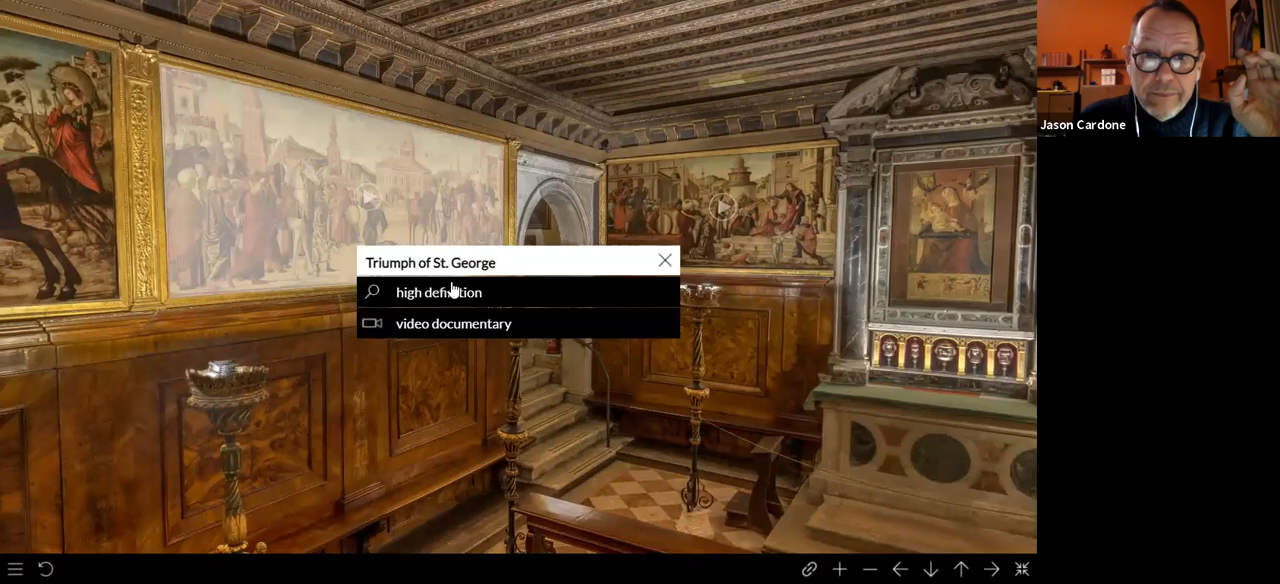 Jason Cardone
Triumph of St. George
high definition
video documentary